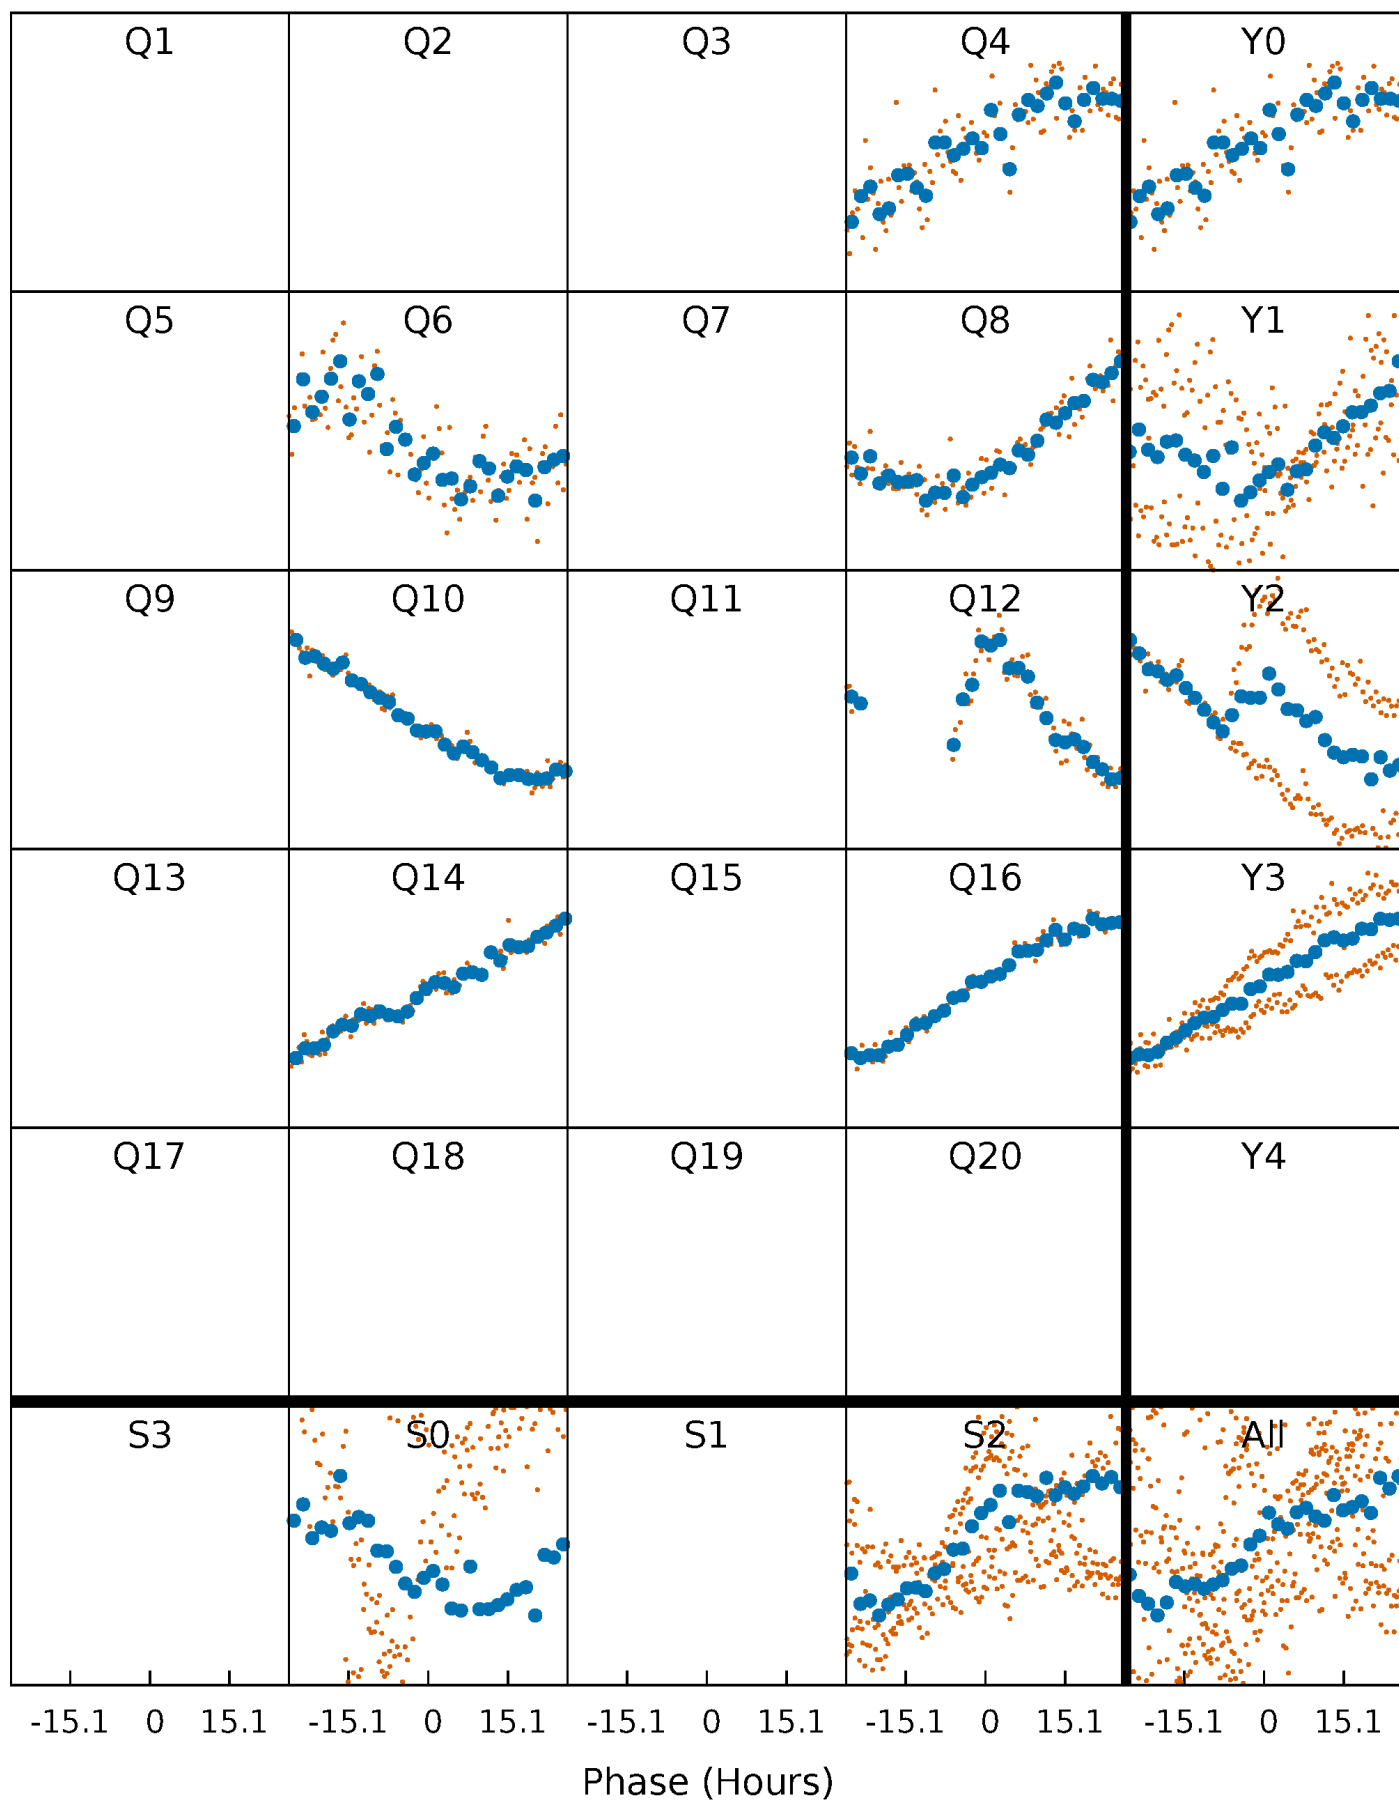 Q1 Q2 Q3 Q4 Y0
Q5 Q6 Q7 Q8 Y1
Q9 Q10 Q11 Q12 Y2
Q13 Q14 Q15 Q16 Y3
Q17 Q18 Q19 Q20 Y4
S3 S0 S1 S2 All
-15.1 0 15.1 -15.1 0 15.1 -15.1 0 15.1 -15.1 0 15.1 -15.1 0 15.1
Phase (Hours)